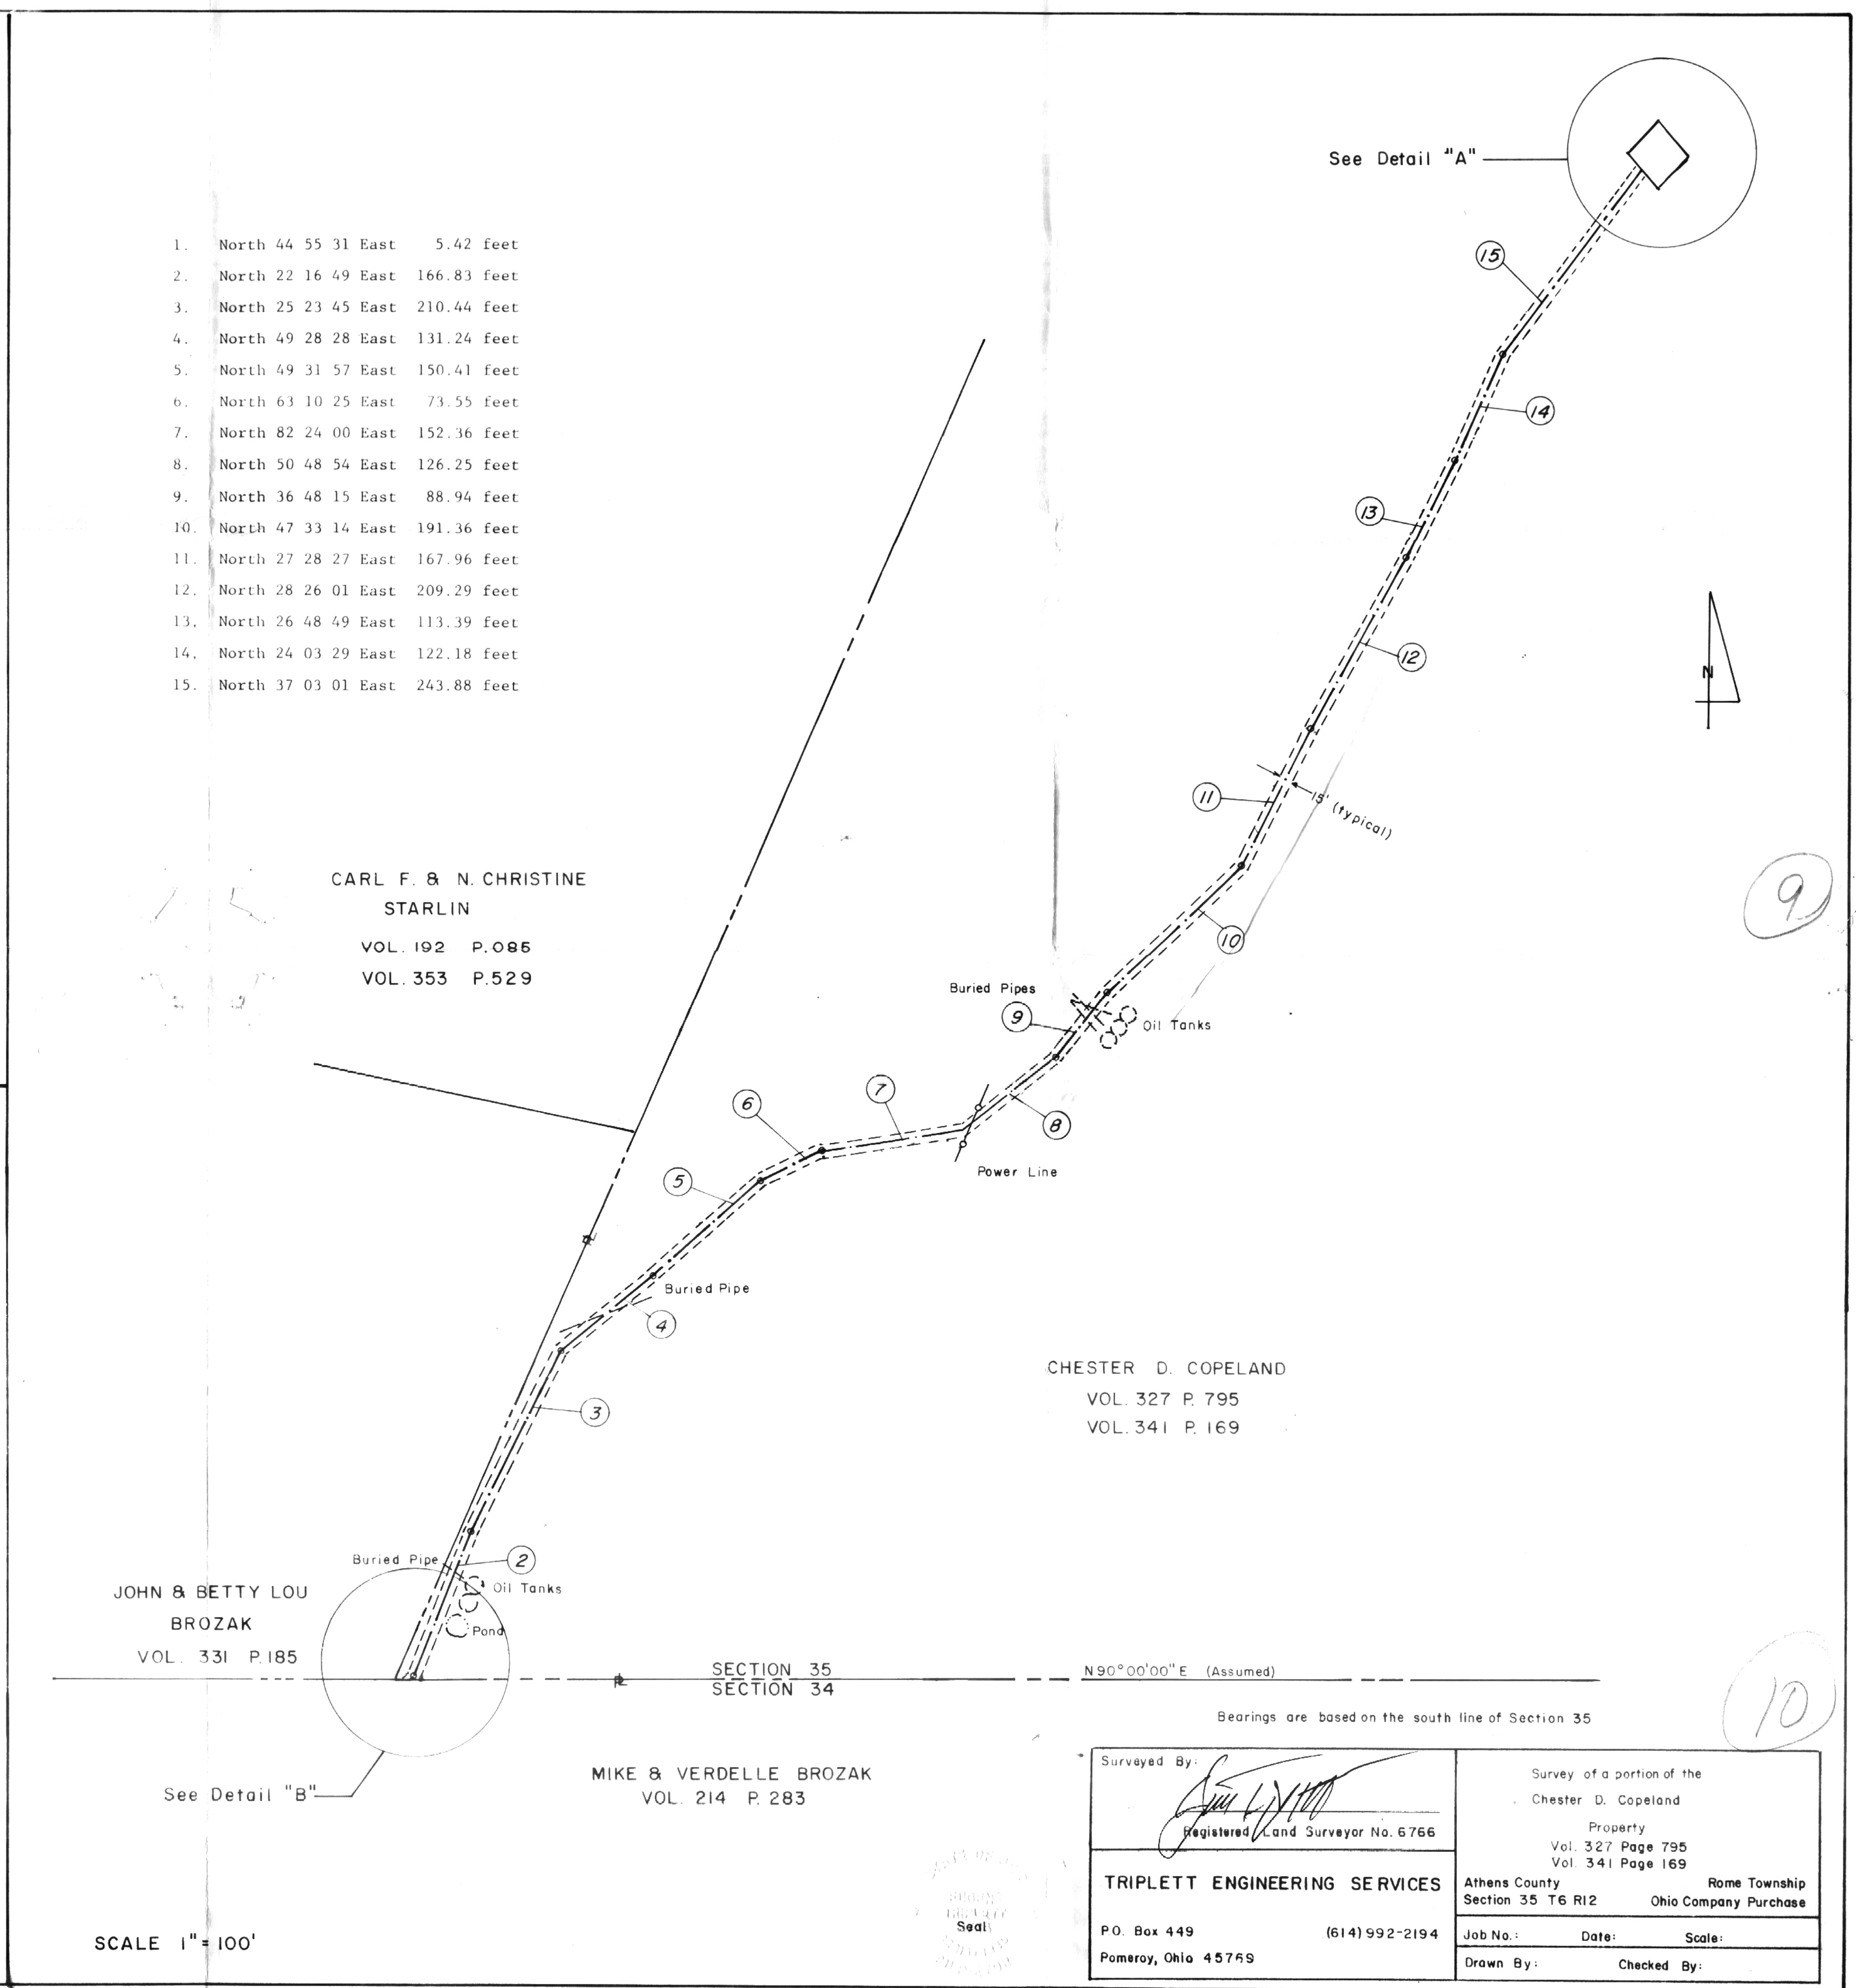 See Detail "A"
1. North 44 55 31 East 5.42 feet
2. North 22 16 49 East 166.83 feet
3. North 25 23 45 East 210.44 feet
4. North 49 28 28 East 131.24 feet
5. North 49 31 57 East 150.41 feet
6. North 63 10 25 East 73.55 feet
7. North 82 24 00 East 152.36 feet
8. North 50 48 54 East 126.25 feet
9. North 36 48 15 East 88.94 feet
10. North 47 33 14 East 191.36 feet
11. North 27 28 27 East 167.96 feet
12. North 28 26 01 East 209.29 feet
13. North 26 48 49 East 113.39 feet
14. North 24 03 29 East 122.18 feet
15. North 37 03 01 East 243.88 feet
15
14
13
12
N
11
15' (typical)
CARL F. & N. CHRISTINE
STARLIN
VOL. 192 P.085
VOL. 353 P.529
9
10
Buried Pipes
9
Oil Tanks
7
6
8
Power Line
5
Buried Pipe
4
CHESTER D. COPELAND
VOL. 327 P. 795
VOL. 341 P. 169
3
Buried Pipe
2
Oil Tanks
Pond
JOHN & BETTY LOU
BROZAK
VOL. 331 P.185
SECTION 35
SECTION 34
N 90°00'00" E (Assumed)
Bearings are based on the south line of Section 35
10
See Detail "B"
MIKE & VERDELLE BROZAK
VOL. 214 P. 283
Surveyed By:
Registered Land Surveyor No. 6766
TRIPLETT ENGINEERING SERVICES
P.O. Box 449 (614) 992-2194
Pomeroy, Ohio 45769
Survey of a portion of the
Chester D. Copeland
Property
Vol. 327 Page 795
Vol. 341 Page 169
Athens County Rome Township
Section 35 T6 R12 Ohio Company Purchase
Job No.: Date: Scale:
Drawn By: Checked By:
Seal
SCALE 1" = 100'